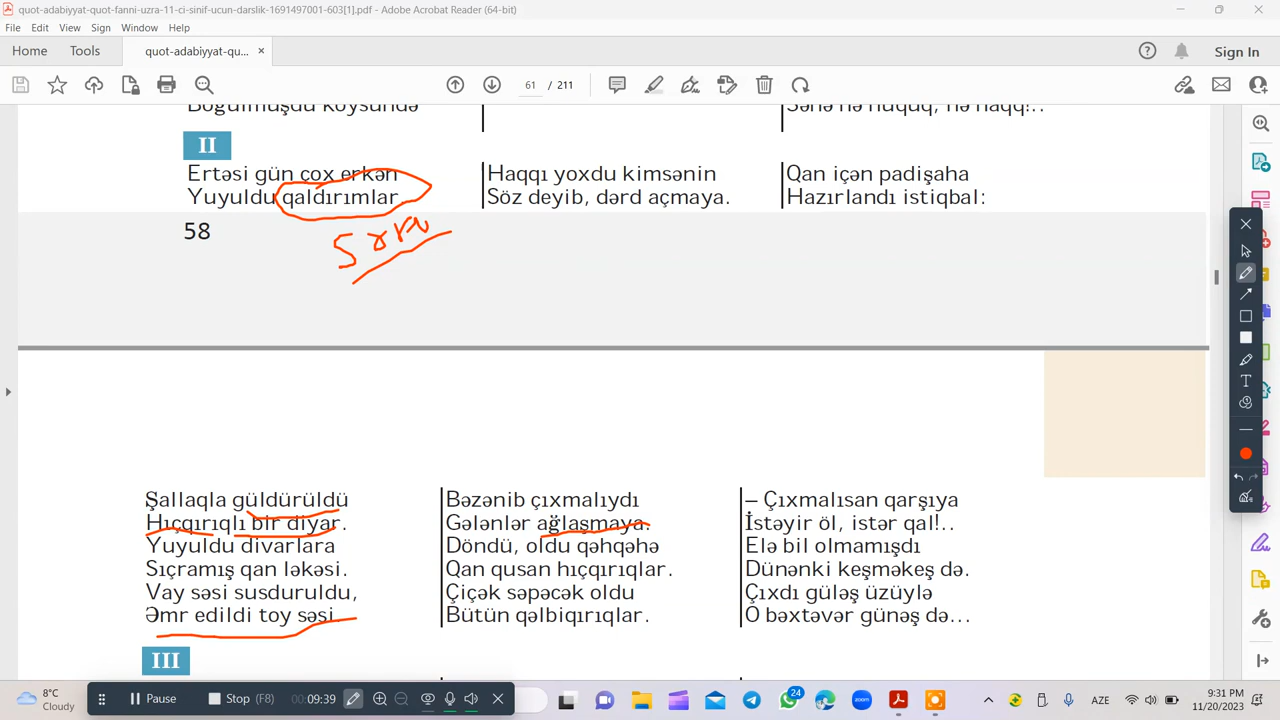 quot-adabiyyat-quot-fanni-uzra-11-ci-sinif-ucun-darslik-1691497001-603[1].pdf - Adobe Acrobat Reader (64-bit)
File Edit View Sign Window Help
Home Tools quot-adabiyyat-qu... × Sign In
61 / 211
II
Ertəsi gün çox erkən
Yuyuldu qaldırımlar
58
Haqqı yoxdu kimsənin
Söz deyib, dərd açmaya.
Qan içən padişaha
Hazırlandı istiqbal:
Şallaqla güldürüldü
Hıçqırıqlı bir diyar.
Yuyuldu divarlara
Sıçramış qan ləkəsi.
Vay səsi susduruldu,
Əmr edildi toy səsi
Bəzənib çıxmalıydı
Gələnlər ağlaşmaya.
Döndü, oldu qəhqəhə
Qan qusan hıçqırıqlar.
Çiçək səpəcək oldu
Bütün qəlbiqırıqlar.
– Çıxmalısan qarşıya
İstəyir öl, istər qal!..
Elə bil olmamışdı
Dünənki keşməkeş də.
Çıxdı güləş üzüylə
O bəxtəvər günəş də...
III
8°C
Cloudy
Pause Stop (F8) 00:09:39
24
zoom
AZE
9:31 PM
11/20/2023